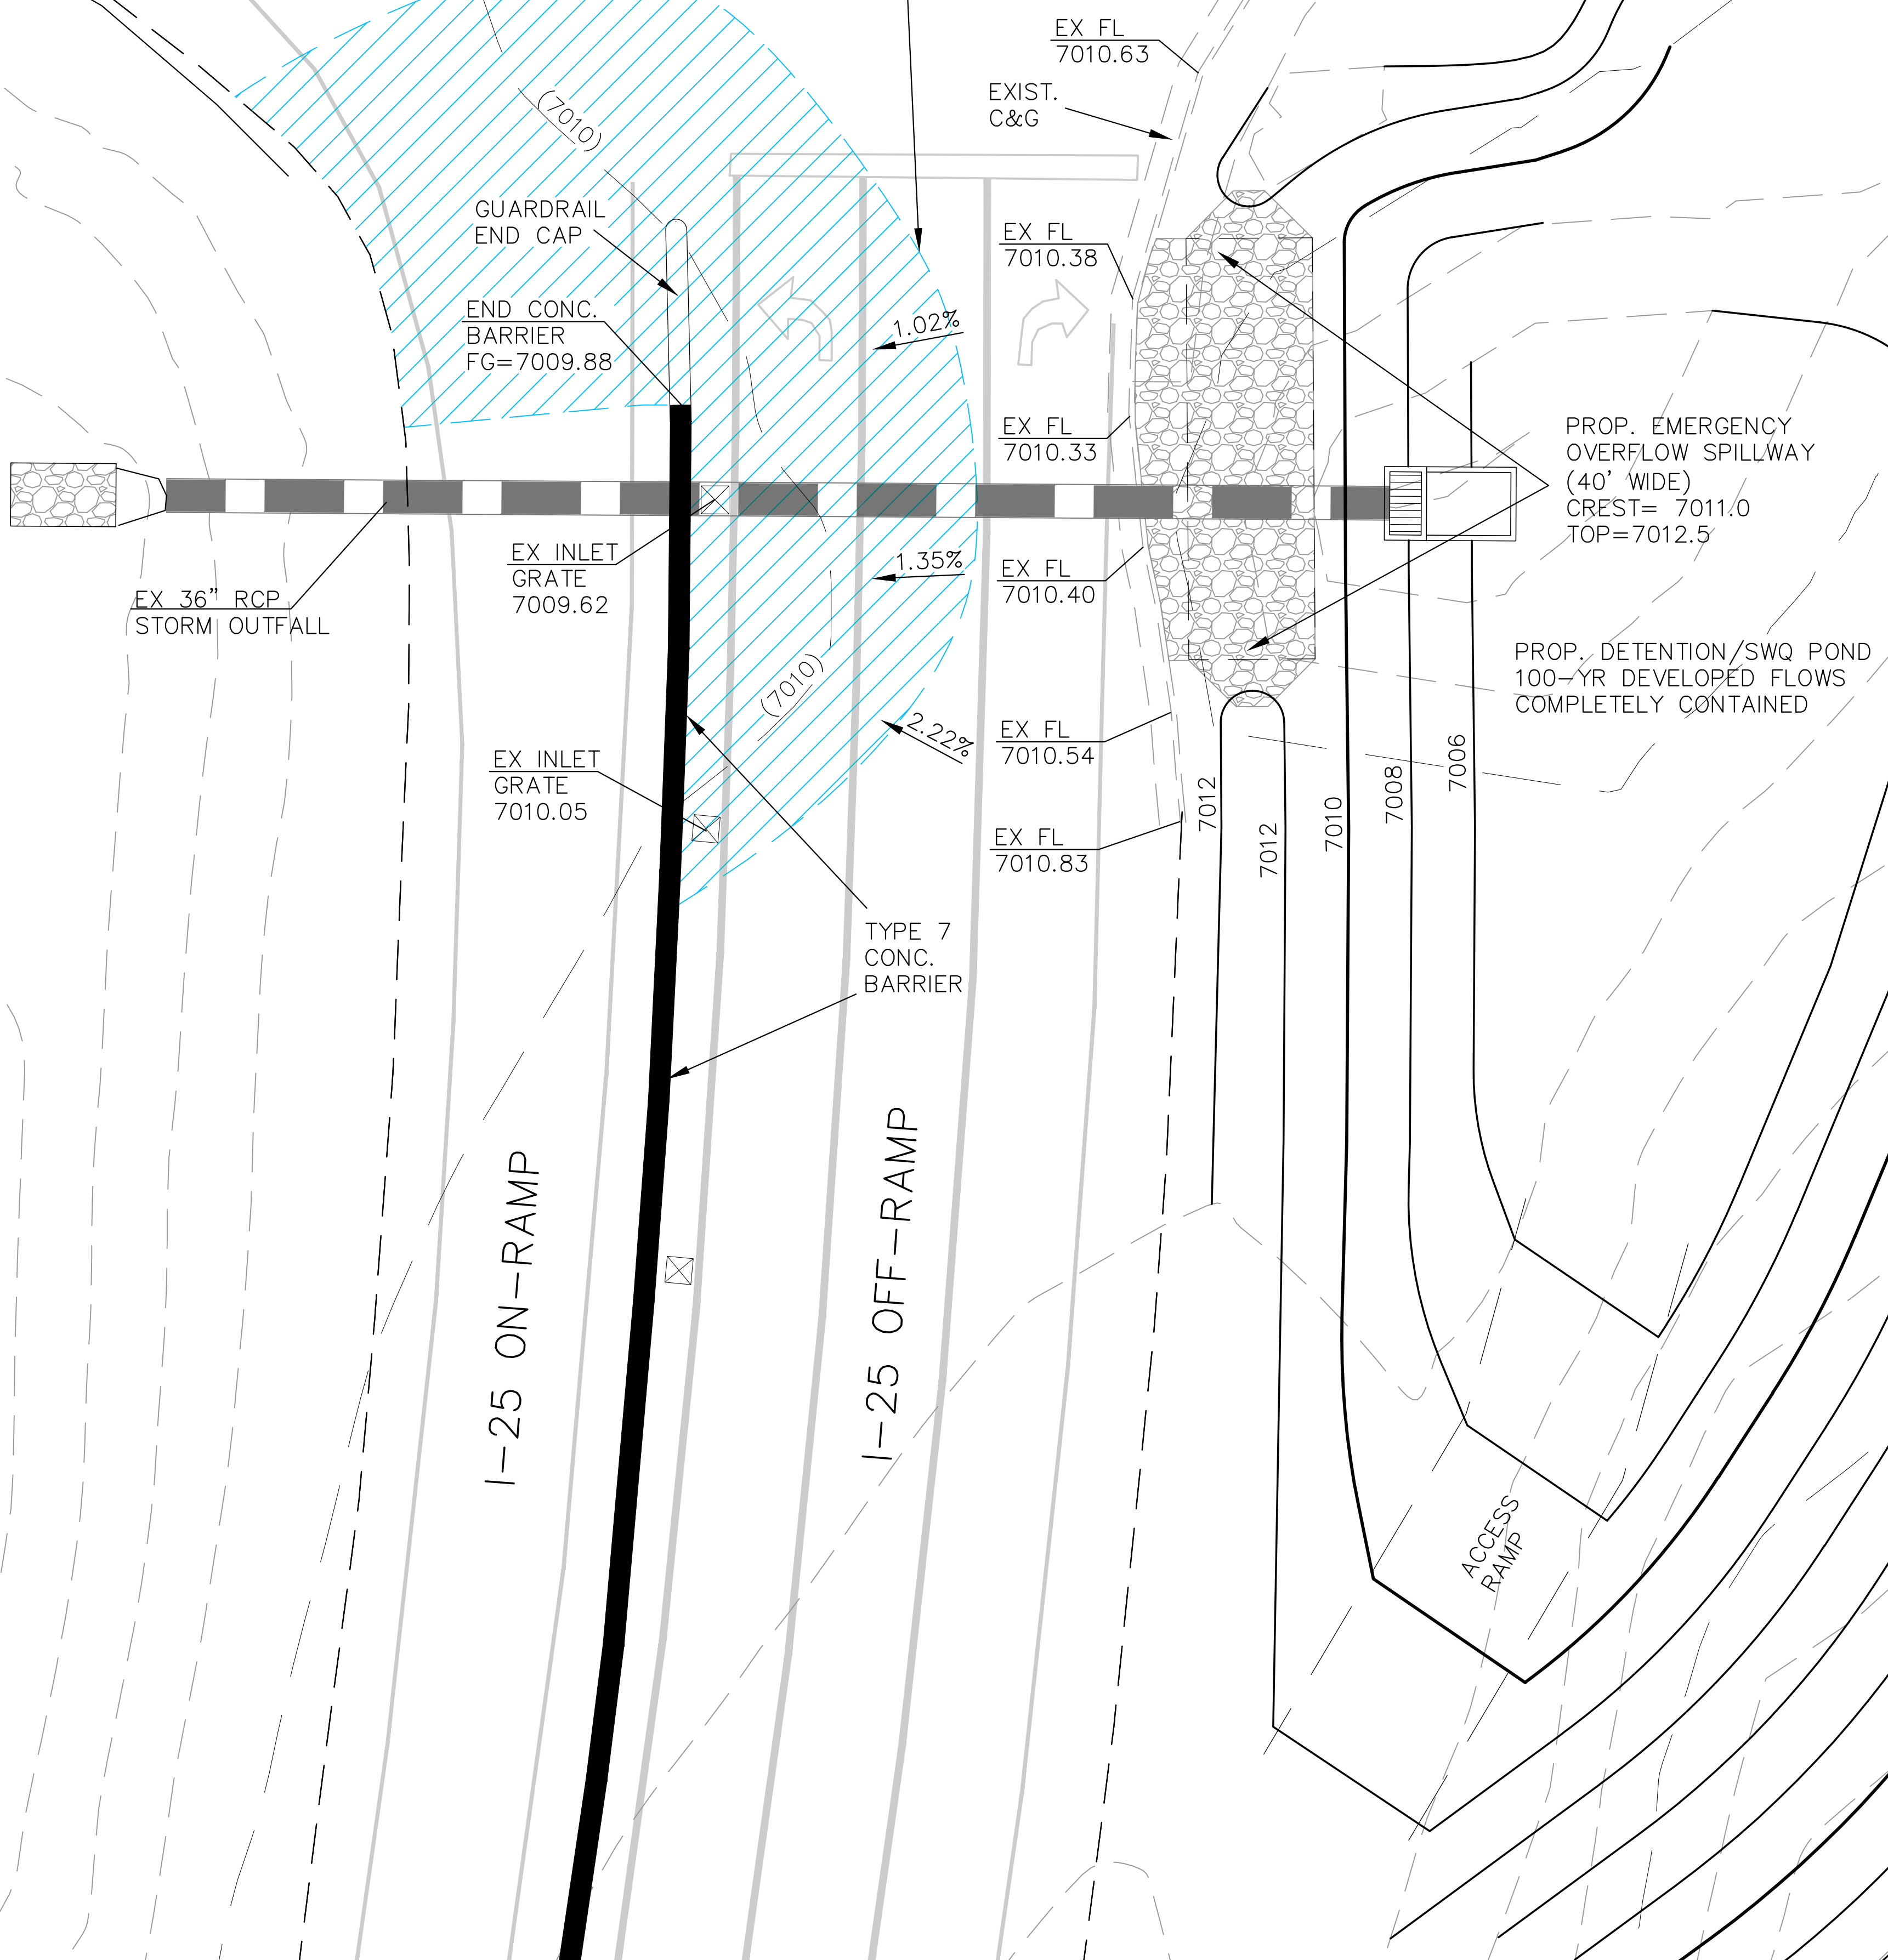 EX FL
7010.63
EXIST.
C&G
(7010)
GUARDRAIL
END CAP
EX FL
7010.38
END CONC.
BARRIER
FG=7009.88
1.02%
EX FL
7010.33
PROP. EMERGENCY
OVERFLOW SPILLWAY
(40' WIDE)
CREST= 7011.0
TOP=7012.5
EX INLET
GRATE
7009.62
1.35%
EX FL
7010.40
EX 36" RCP
STORM OUTFALL
PROP. DETENTION/SWQ POND
100-YR DEVELOPED FLOWS
COMPLETELY CONTAINED
(7010)
2.22%
EX FL
7010.54
EX INLET
GRATE
7010.05
7012
7012
7010
7008
7006
EX FL
7010.83
TYPE 7
CONC.
BARRIER
I-25 ON-RAMP
I-25 OFF-RAMP
ACCESS
RAMP